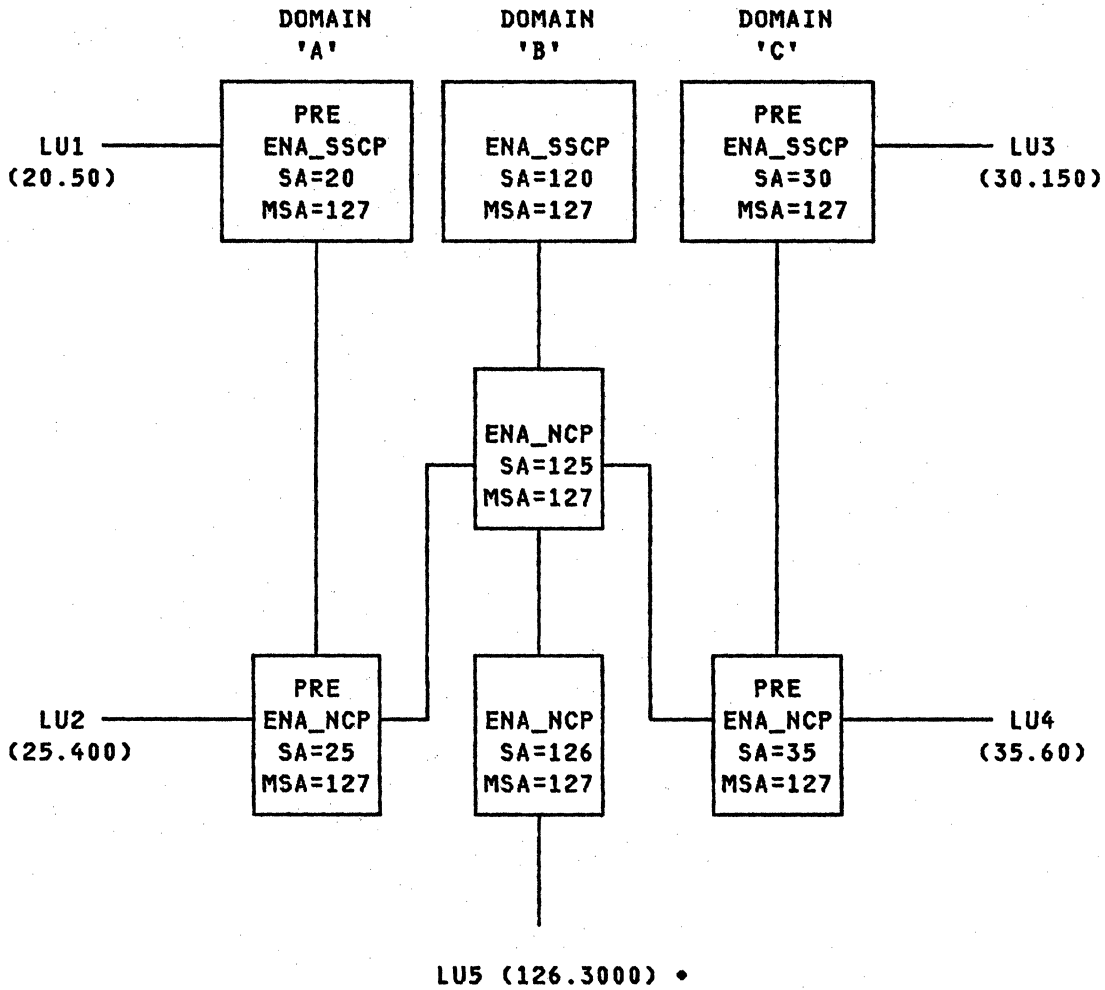 DOMAIN
'A'
DOMAIN
'B'
DOMAIN
'C'
PRE
ENA_SSCP
SA=20
MSA=127
ENA_SSCP
SA=120
MSA=127
PRE
ENA_SSCP
SA=30
MSA=127
LU1
(20.50)
LU3
(30.150)
ENA_NCP
SA=125
MSA=127
LU2
(25.400)
PRE
ENA_NCP
SA=25
MSA=127
ENA_NCP
SA=126
MSA=127
PRE
ENA_NCP
SA=35
MSA=127
LU4
(35.60)
LU5 (126.3000) •